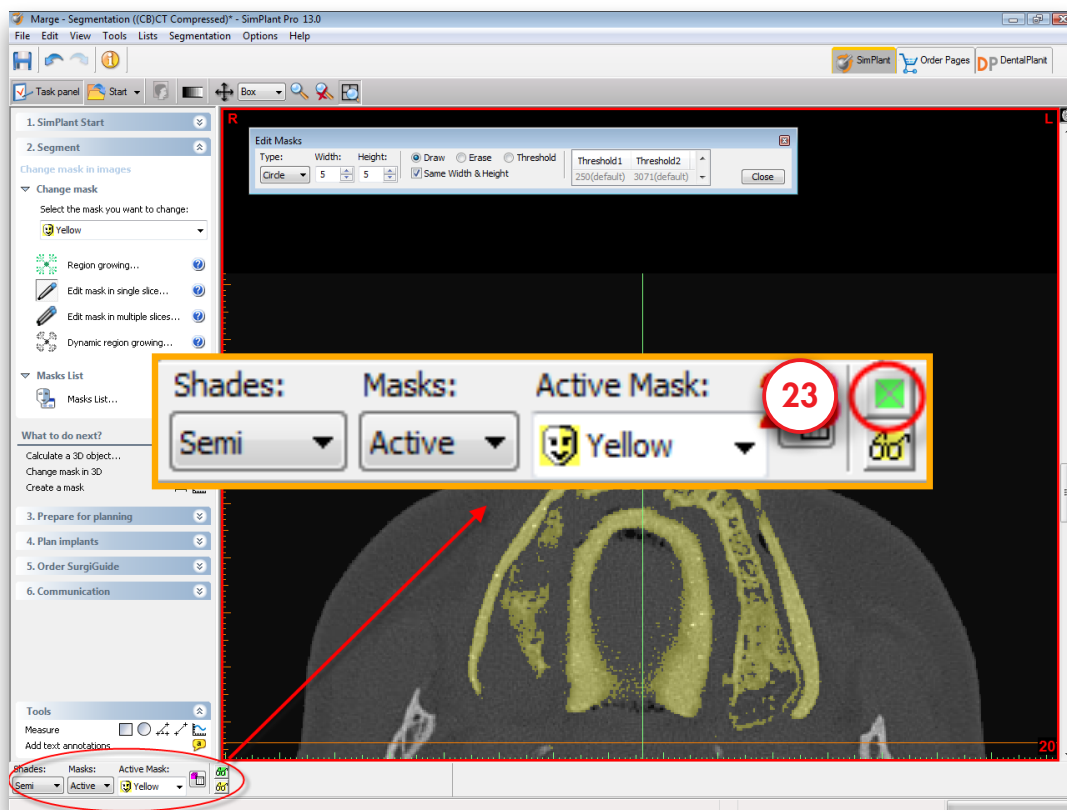 Marge - Segmentation ((CB)CT Compressed)* - SimPlant Pro 13.0
File Edit View Tools Lists Segmentation Options Help
SimPlant Order Pages DP DentalPlant
Task panel Start Box
1. SimPlant Start
2. Segment
Change mask in images
Change mask
Select the mask you want to change:
Yellow
Region growing...
Edit mask in single slice...
Edit mask in multiple slices...
Dynamic region growing...
Masks List
Masks List...
What to do next?
Calculate a 3D object...
Change mask in 3D
Create a mask
3. Prepare for planning
4. Plan implants
5. Order SurgiGuide
6. Communication
Tools
Measure
Add text annotations
Shades: Masks: Active Mask:
Semi Active Yellow
R
L
Edit Masks
Type: Width: Height: Draw Erase Threshold Threshold1 Threshold2
Circle 5 5 Same Width & Height 250(default) 3071(default) Close
Shades: Masks: Active Mask:
23
Semi Active Yellow
20